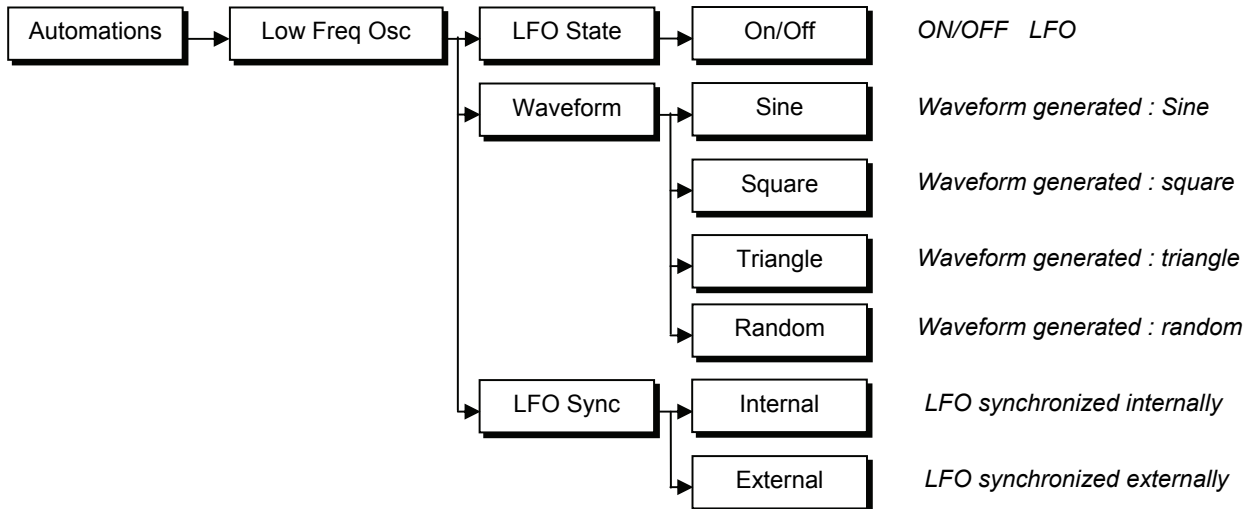 Automations Low Freq Osc LFO State On/Off ON/OFF LFO
Waveform Sine Waveform generated : Sine
Square Waveform generated : square
Triangle Waveform generated : triangle
Random Waveform generated : random
LFO Sync Internal LFO synchronized internally
External LFO synchronized externally